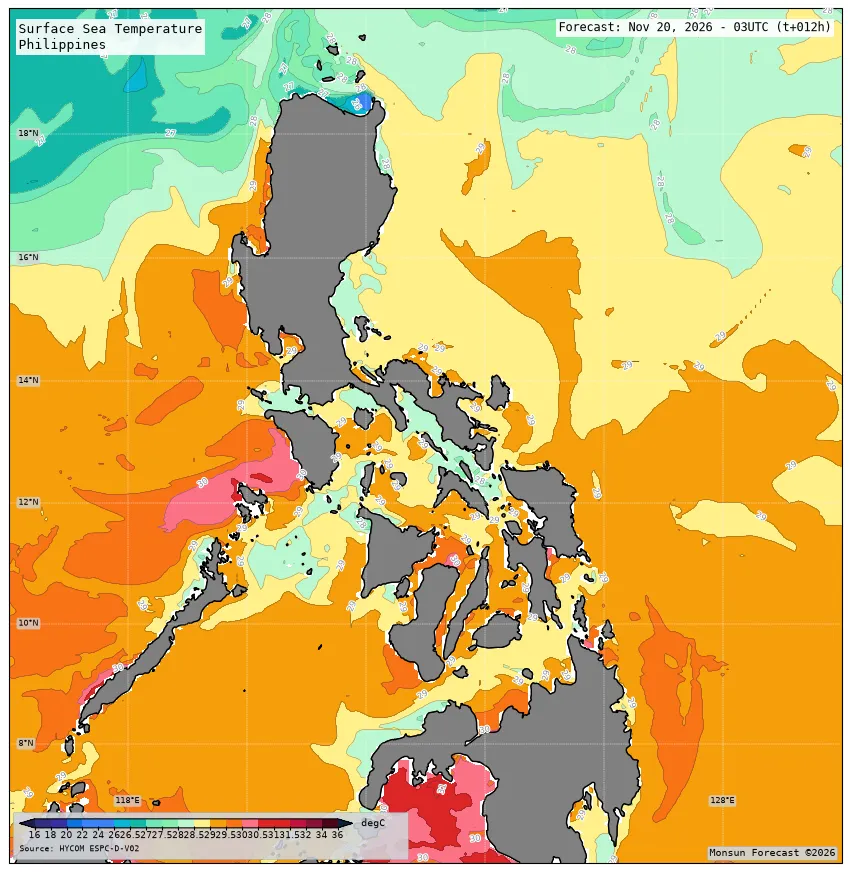 Surface Sea Temperature
Philippines
Forecast: Nov 20, 2026 - 03UTC (t+012h)
18°N
16°N
14°N
12°N
10°N
8°N
118°E
128°E
16 18 20 22 24 26 26.5 27 27.5 28 28.5 29 29.5 30 30.5 31 31.5 32 34 36 degC
Source: HYCOM ESPC-D-V02
Monsun Forecast ©2026